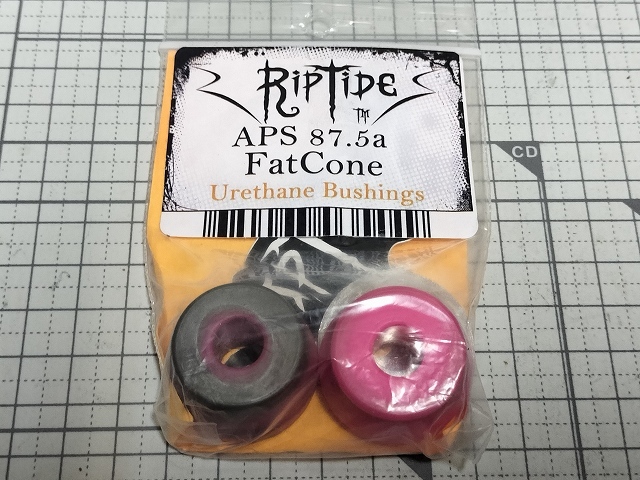 RIPTIDE
TM
APS 87.5a
FatCone
Urethane Bushings
CD